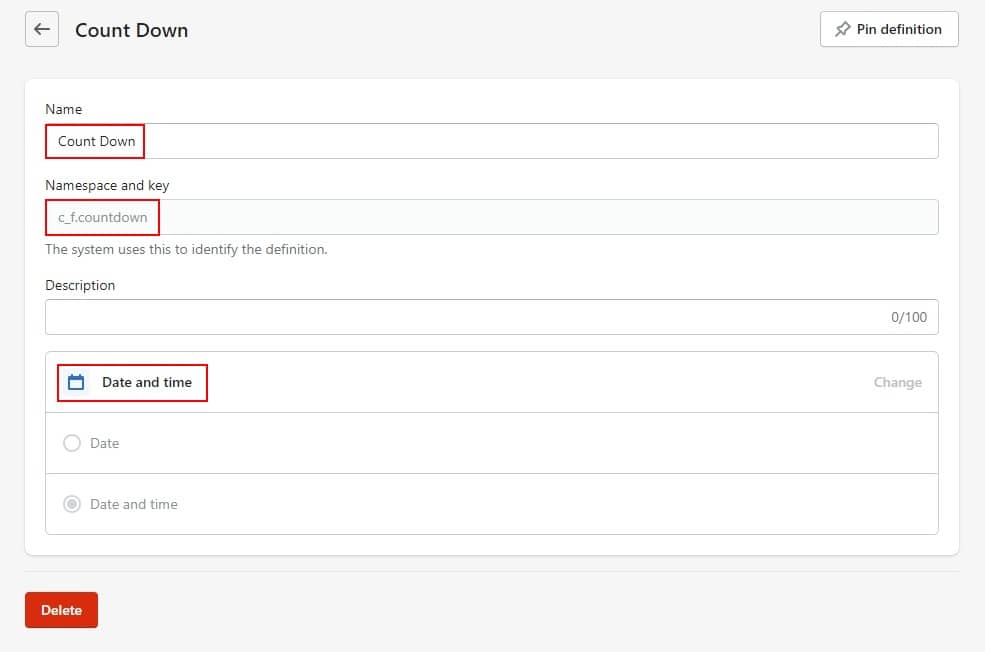 Count Down
Pin definition
Name
Count Down
Namespace and key
c_f.countdown
The system uses this to identify the definition.
Description
0/100
Date and time
Change
Date
Date and time
Delete